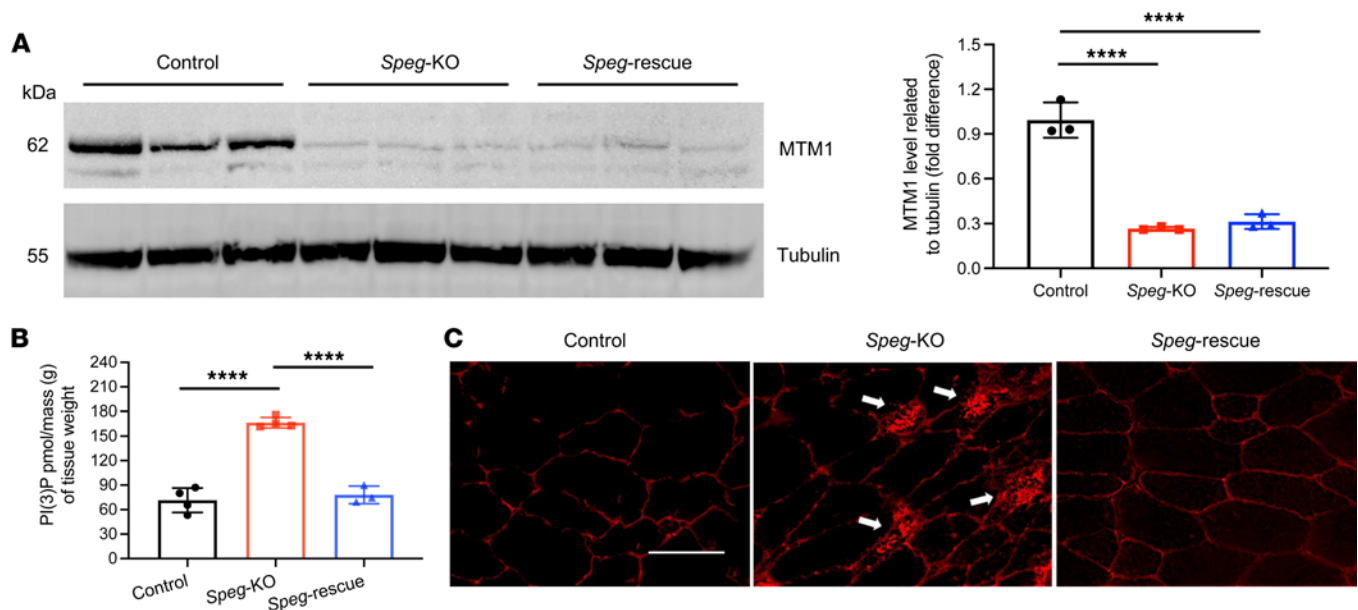 A
Control Speg-KO Speg-rescue
kDa
62 MTM1
55 Tubulin
MTM1 level related
to tubulin (fold difference)
1.5
1.2
0.9
0.6
0.3
0.0
****
****
Control Speg-KO Speg-rescue
B
PI(3)P pmol/mass (g)
of tissue weight
240
210
180
150
120
90
60
30
0
**** ****
Control Speg-KO Speg-rescue
C
Control Speg-KO Speg-rescue